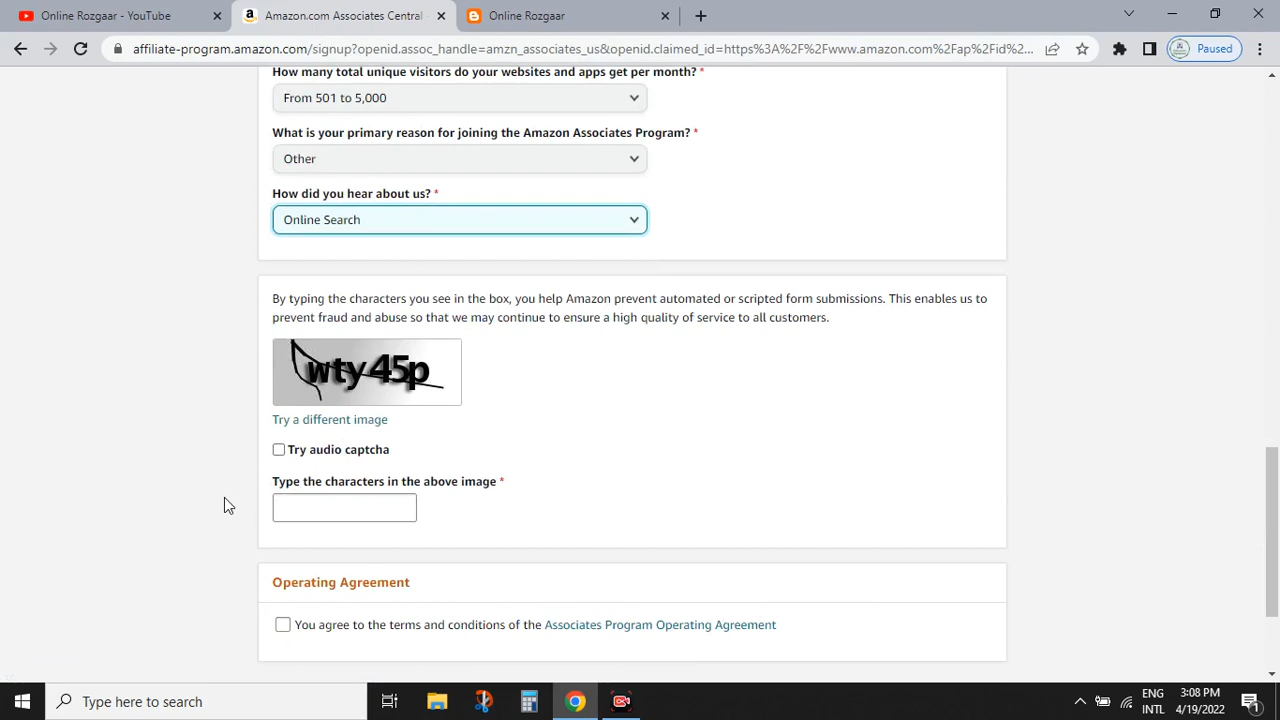 Online Rozgaar - YouTube
Amazon.com Associates Central -
Online Rozgaar
affiliate-program.amazon.com/signup?openid.assoc_handle=amzn_associates_us&openid.claimed_id=https%3A%2F%2Fwww.amazon.com%2Fap%2Fid%2...
Paused
How many total unique visitors do your websites and apps get per month? *
From 501 to 5,000
What is your primary reason for joining the Amazon Associates Program? *
Other
How did you hear about us? *
Online Search
By typing the characters you see in the box, you help Amazon prevent automated or scripted form submissions. This enables us to
prevent fraud and abuse so that we may continue to ensure a high quality of service to all customers.
wty45p
Try a different image
Try audio captcha
Type the characters in the above image *
Operating Agreement
You agree to the terms and conditions of the Associates Program Operating Agreement
Type here to search
ENG
INTL
3:08 PM
4/19/2022
1